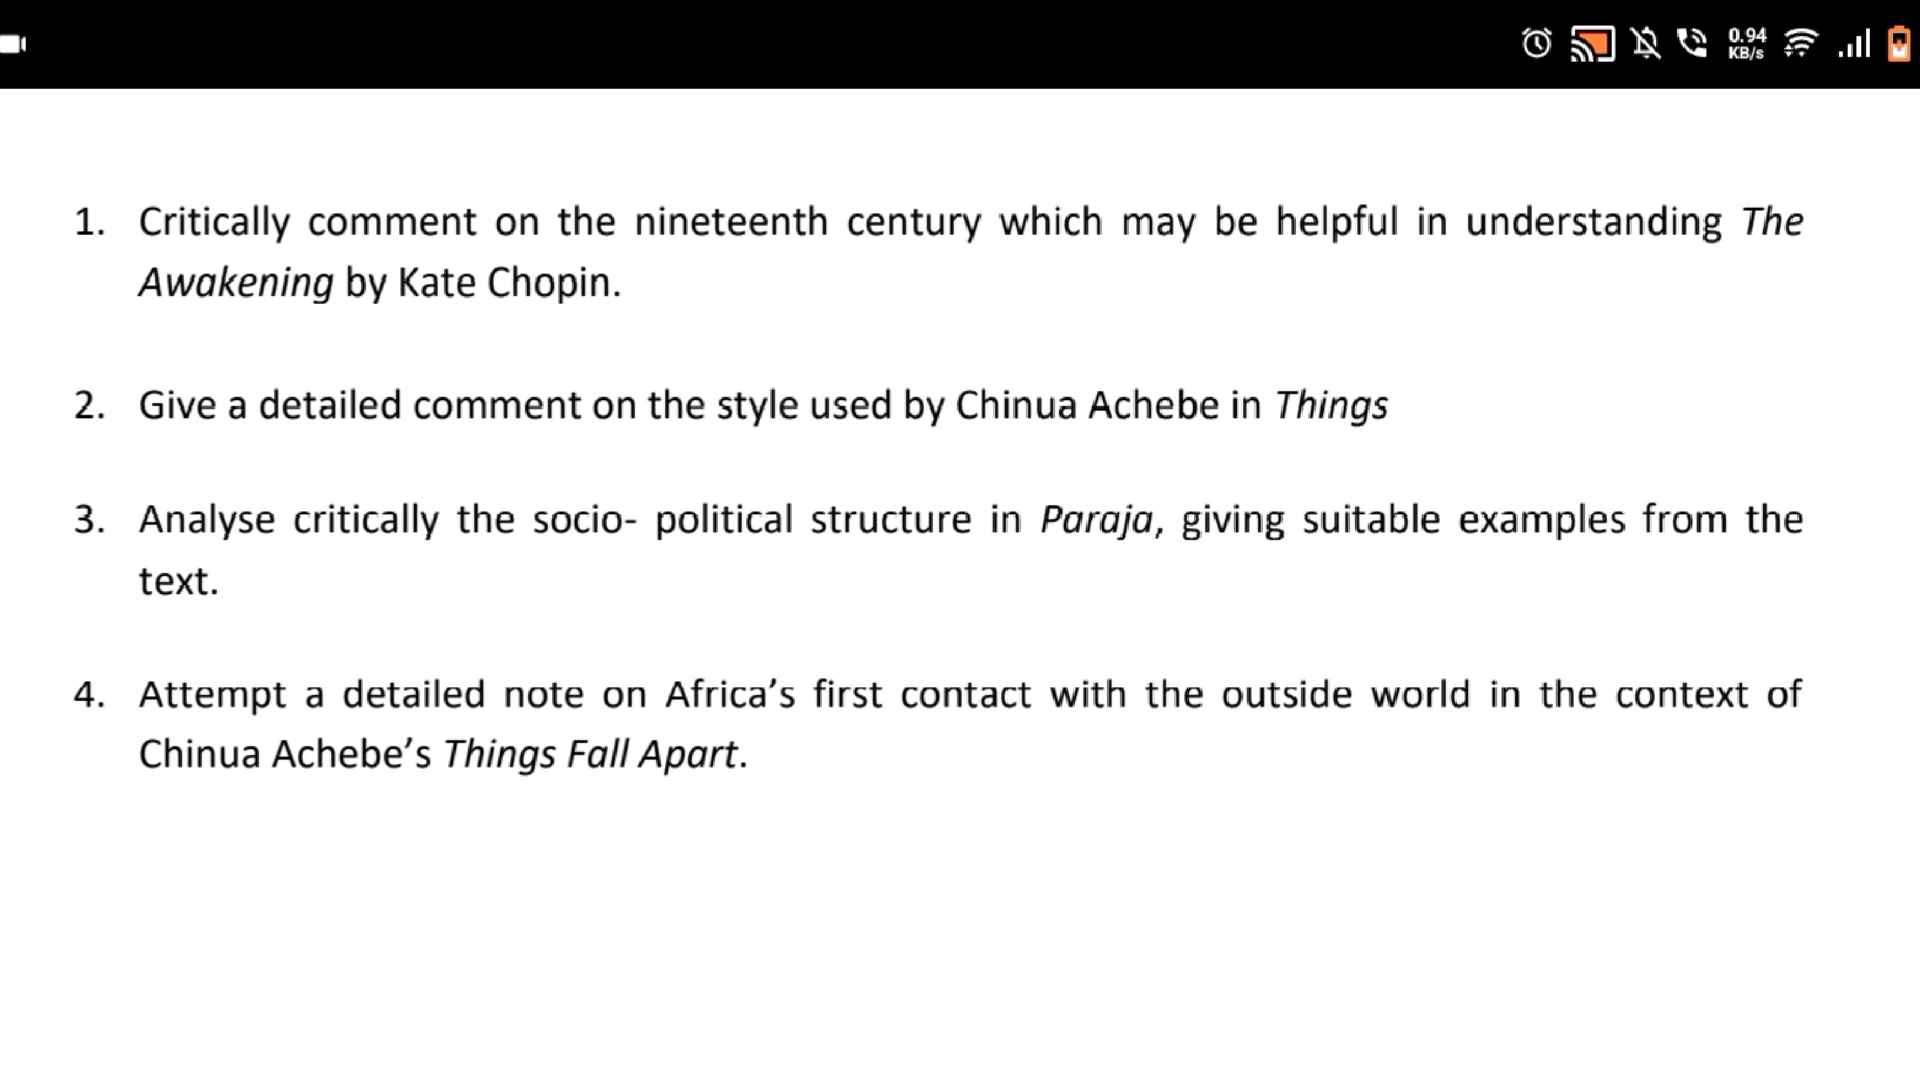 0.94
KB/s
1. Critically comment on the nineteenth century which may be helpful in understanding The
Awakening by Kate Chopin.
2. Give a detailed comment on the style used by Chinua Achebe in Things
3. Analyse critically the socio- political structure in Paraja, giving suitable examples from the
text.
4. Attempt a detailed note on Africa’s first contact with the outside world in the context of
Chinua Achebe’s Things Fall Apart.